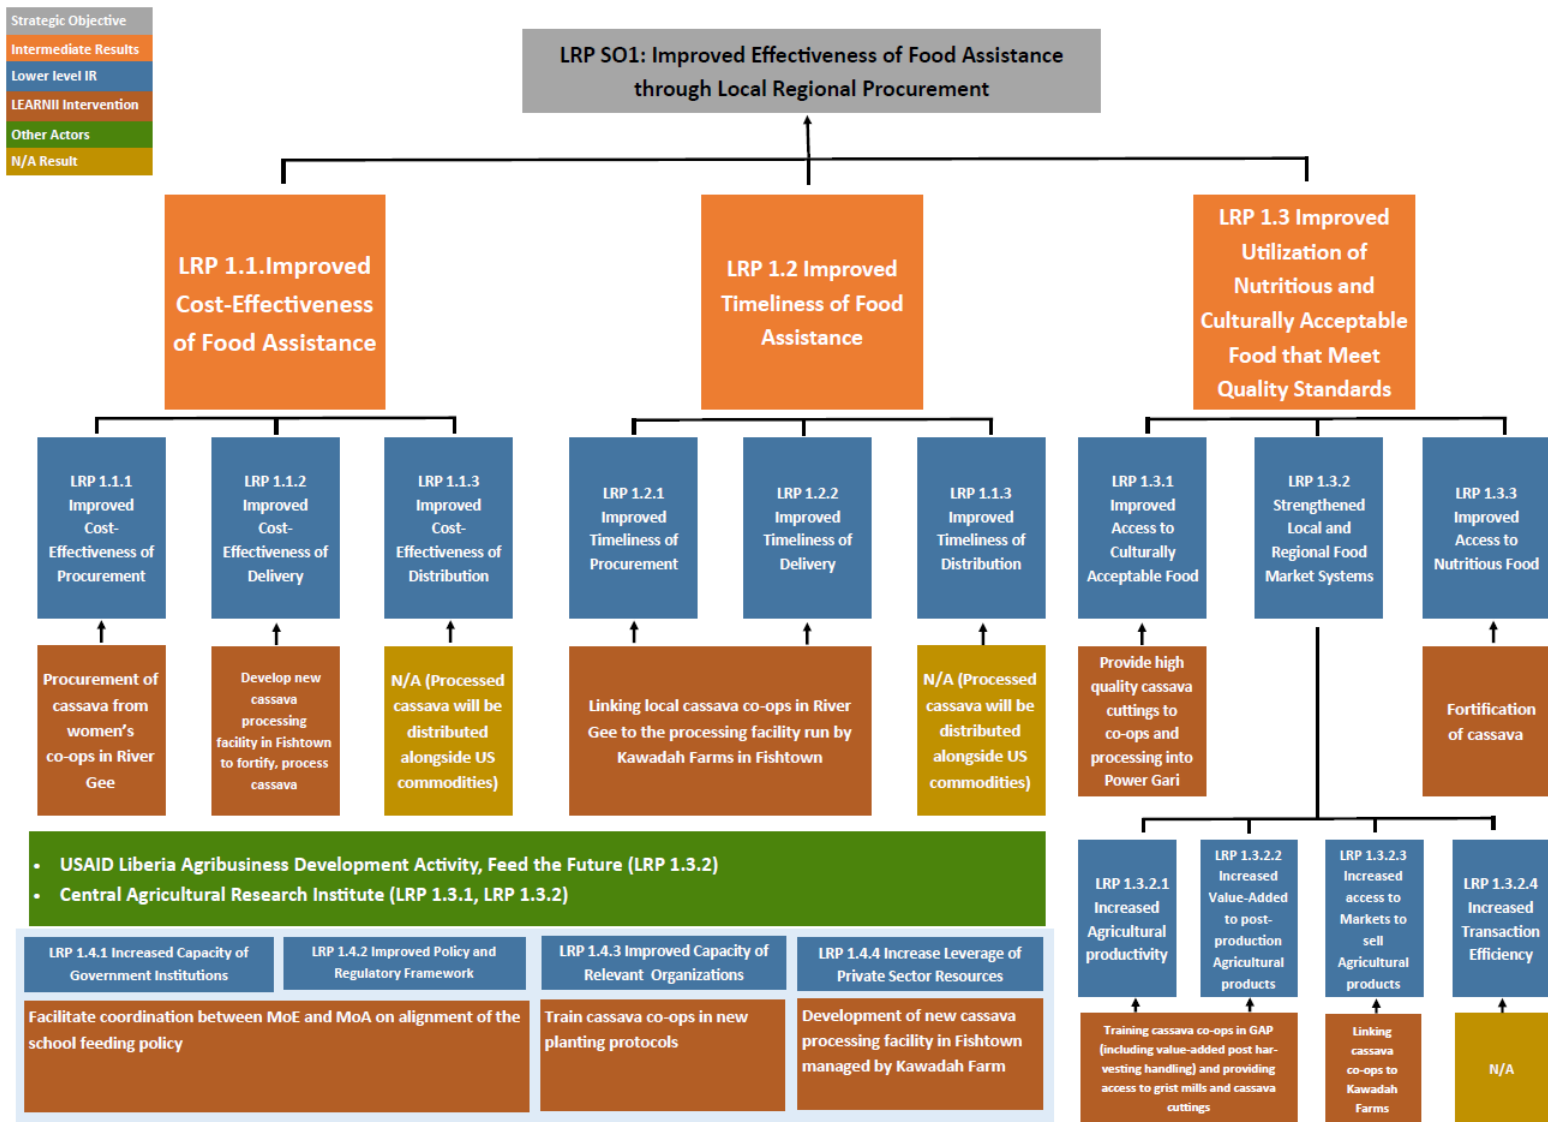 Strategic Objective
Intermediate Results
Lower level IR
LEARNII Intervention
Other Actors
N/A Result
LRP SO1: Improved Effectiveness of Food Assistance
through Local Regional Procurement
LRP 1.1.Improved
Cost-Effectiveness
of Food Assistance
LRP 1.2 Improved
Timeliness of Food
Assistance
LRP 1.3 Improved
Utilization of
Nutritious and
Culturally Acceptable
Food that Meet
Quality Standards
LRP 1.1.1
Improved
Cost-
Effectiveness of
Procurement
LRP 1.1.2
Improved
Cost-
Effectiveness of
Delivery
LRP 1.1.3
Improved
Cost-
Effectiveness of
Distribution
LRP 1.2.1
Improved
Timeliness of
Procurement
LRP 1.2.2
Improved
Timeliness of
Delivery
LRP 1.1.3
Improved
Timeliness of
Distribution
LRP 1.3.1
Improved
Access to
Culturally
Acceptable Food
LRP 1.3.2
Strengthened
Local and
Regional Food
Market Systems
LRP 1.3.3
Improved
Access to
Nutritious Food
Procurement of
cassava from
women's
co-ops in River
Gee
Develop new
cassava
processing
facility in Fishtown
to fortify, process
cassava
N/A (Processed
cassava will be
distributed
alongside US
commodities)
Linking local cassava co-ops in River
Gee to the processing facility run by
Kawadah Farms in Fishtown
N/A (Processed
cassava will be
distributed
alongside US
commodities)
Provide high
quality cassava
cuttings to
co-ops and
processing into
Power Gari
Fortification
of cassava
• USAID Liberia Agribusiness Development Activity, Feed the Future (LRP 1.3.2)
• Central Agricultural Research Institute (LRP 1.3.1, LRP 1.3.2)
LRP 1.3.2.1
Increased
Agricultural
productivity
LRP 1.3.2.2
Increased
Value-Added
to post-
production
Agricultural
products
LRP 1.3.2.3
Increased
access to
Markets to
sell
Agricultural
products
LRP 1.3.2.4
Increased
Transaction
Efficiency
LRP 1.4.1 Increased Capacity of
Government Institutions
LRP 1.4.2 Improved Policy and
Regulatory Framework
LRP 1.4.3 Improved Capacity of
Relevant Organizations
LRP 1.4.4 Increase Leverage of
Private Sector Resources
Facilitate coordination between MoE and MoA on alignment of the
school feeding policy
Train cassava co-ops in new
planting protocols
Development of new cassava
processing facility in Fishtown
managed by Kawadah Farm
Training cassava co-ops in GAP
(including value-added post har-
vesting handling) and providing
access to grist mills and cassava
cuttings
Linking
cassava
co-ops to
Kawadah
Farms
N/A